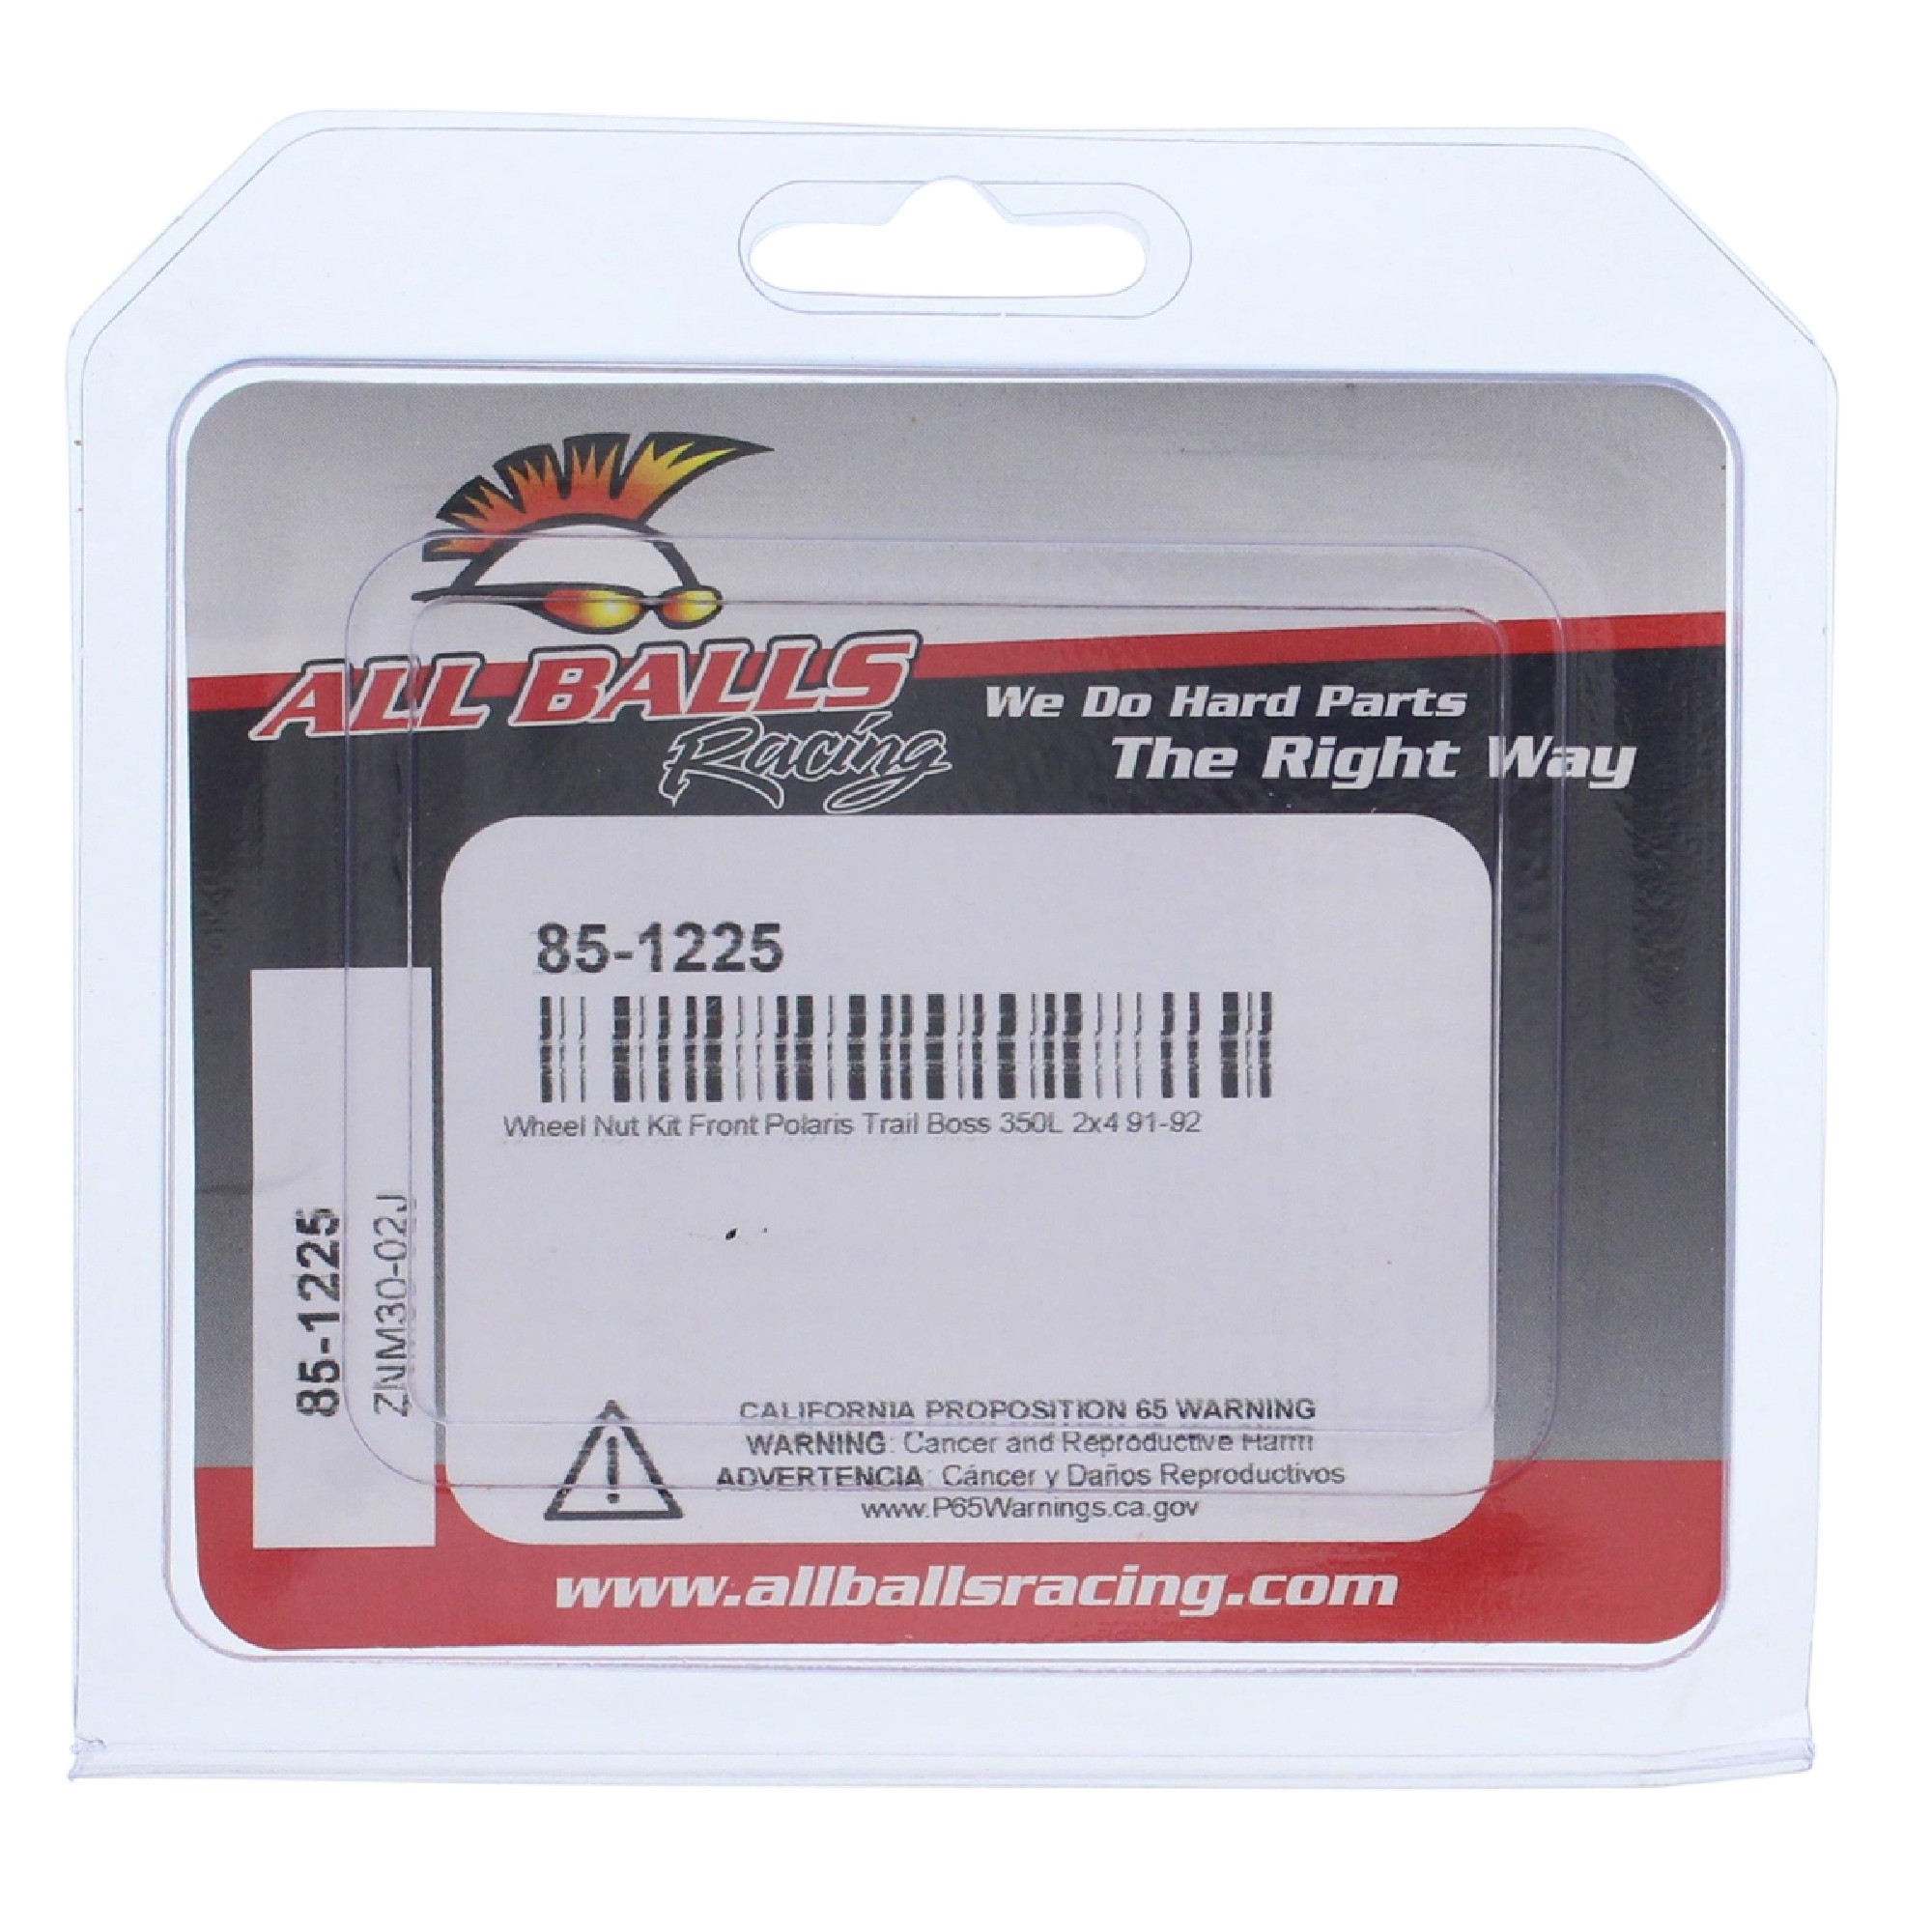 ALL BALLS
Racing
We Do Hard Parts
The Right Way
85-1225
Wheel Nut Kit Front Polaris Trail Boss 350L 2x4 91-92
85-1225
ZNM30-02J
CALIFORNIA PROPOSITION 65 WARNING
WARNING: Cancer and Reproductive Harm
ADVERTENCIA: Cáncer y Daños Reproductivos
www.P65Warnings.ca.gov
www.allballsracing.com